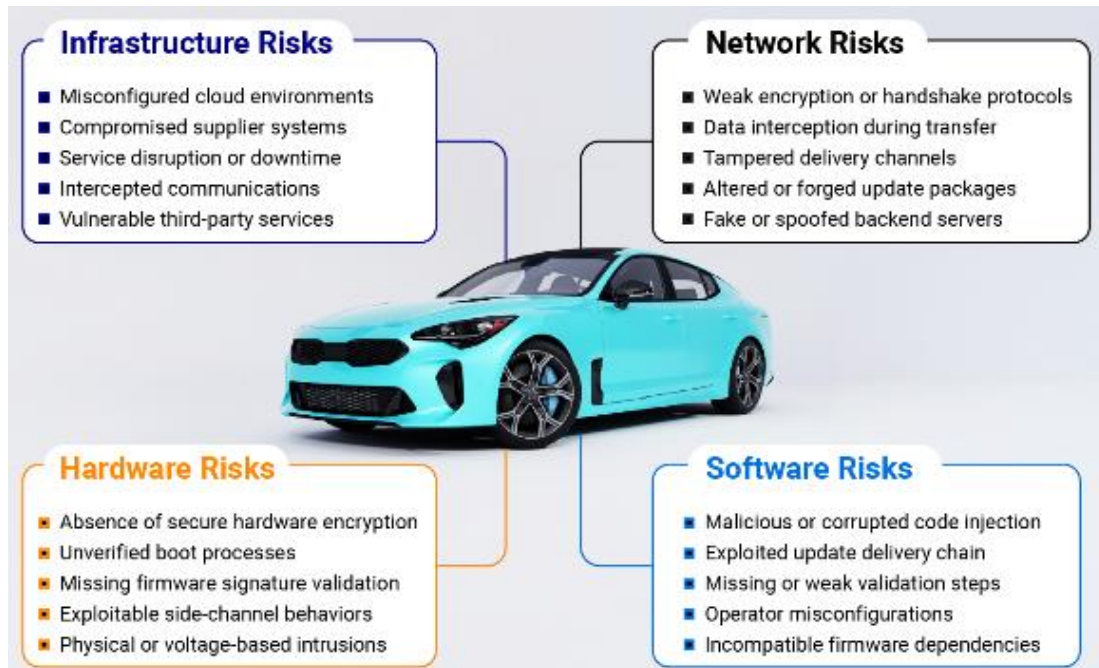 Infrastructure Risks
Misconfigured cloud environments
Compromised supplier systems
Service disruption or downtime
Intercepted communications
Vulnerable third-party services
Network Risks
Weak encryption or handshake protocols
Data interception during transfer
Tampered delivery channels
Altered or forged update packages
Fake or spoofed backend servers
Hardware Risks
Absence of secure hardware encryption
Unverified boot processes
Missing firmware signature validation
Exploitable side-channel behaviors
Physical or voltage-based intrusions
Software Risks
Malicious or corrupted code injection
Exploited update delivery chain
Missing or weak validation steps
Operator misconfigurations
Incompatible firmware dependencies